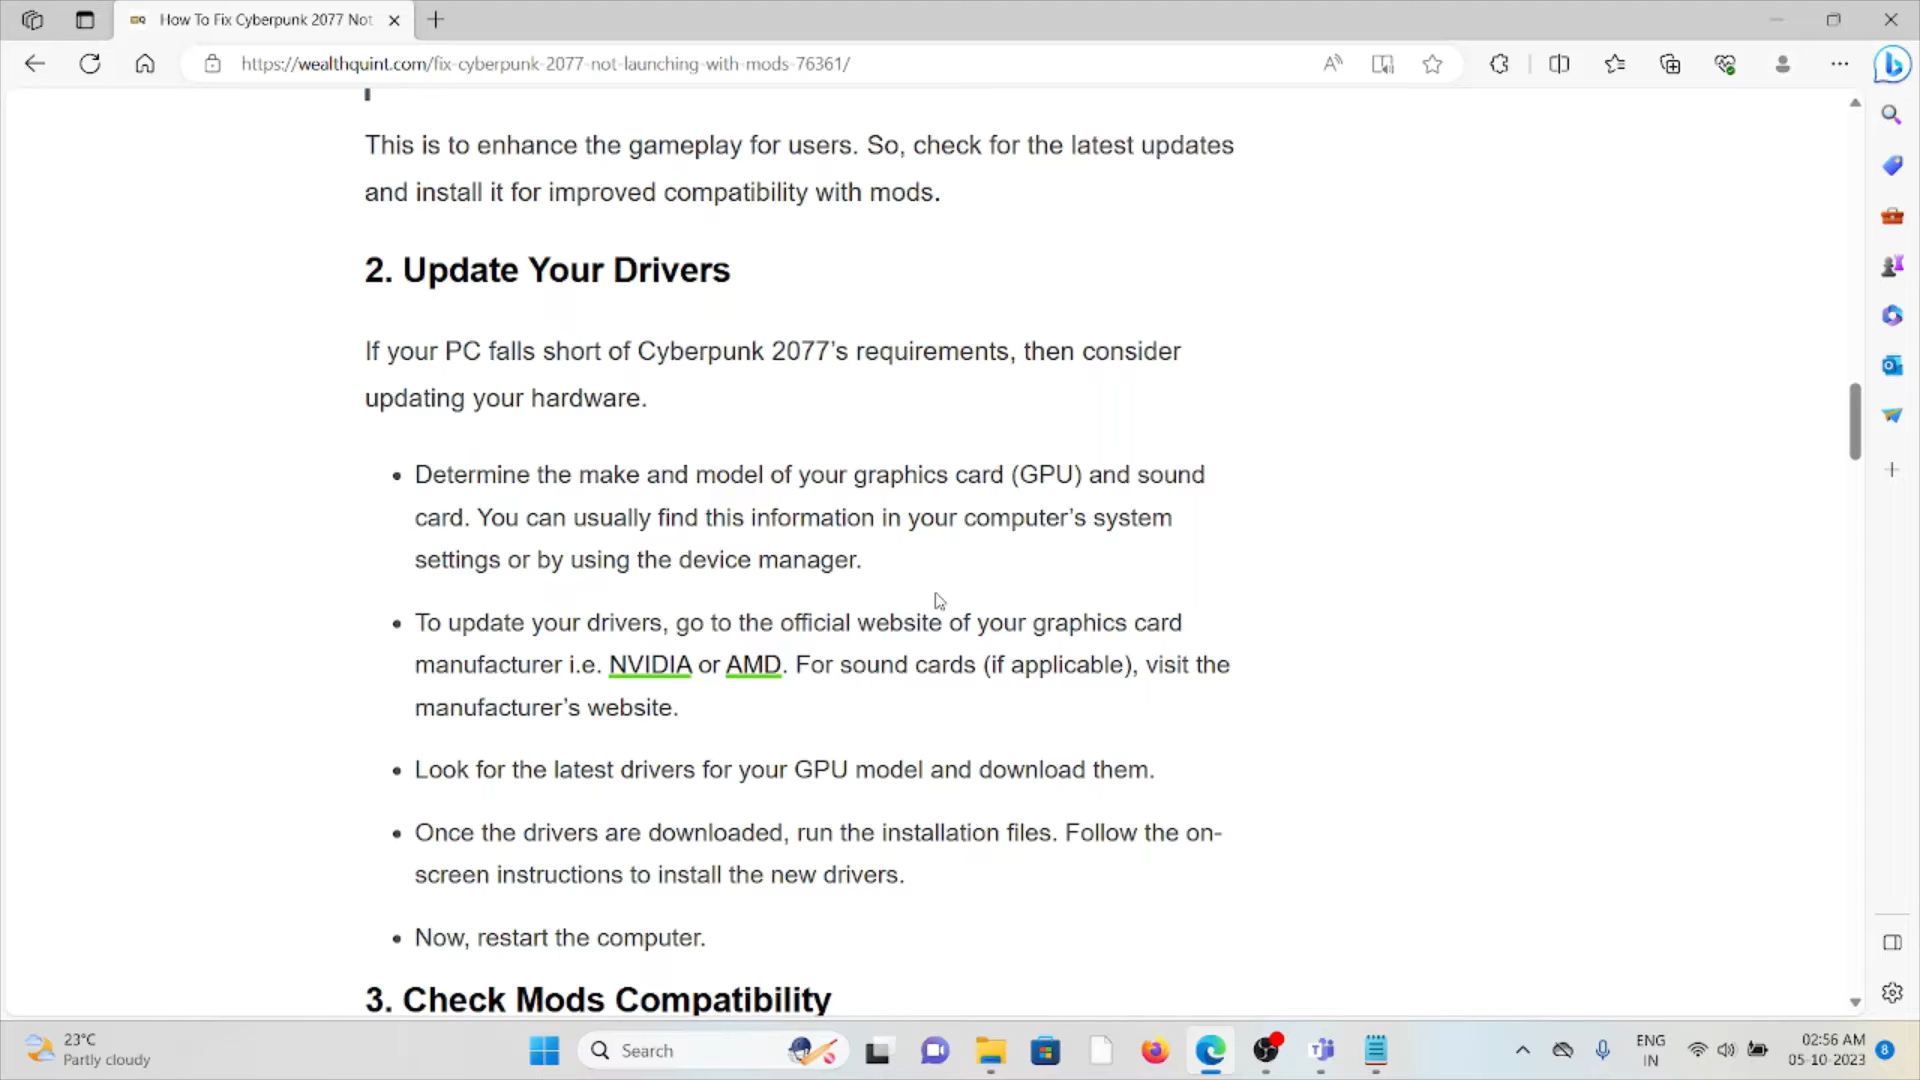 How To Fix Cyberpunk 2077 Not
https://wealthquint.com/fix-cyberpunk-2077-not-launching-with-mods-76361/
This is to enhance the gameplay for users. So, check for the latest updates
and install it for improved compatibility with mods.
2. Update Your Drivers
If your PC falls short of Cyberpunk 2077’s requirements, then consider
updating your hardware.
• Determine the make and model of your graphics card (GPU) and sound
card. You can usually find this information in your computer’s system
settings or by using the device manager.
• To update your drivers, go to the official website of your graphics card
manufacturer i.e. NVIDIA or AMD. For sound cards (if applicable), visit the
manufacturer’s website.
• Look for the latest drivers for your GPU model and download them.
• Once the drivers are downloaded, run the installation files. Follow the on-
screen instructions to install the new drivers.
• Now, restart the computer.
3. Check Mods Compatibility
23°C
Partly cloudy
Search
ENG
IN
02:56 AM
05-10-2023
8